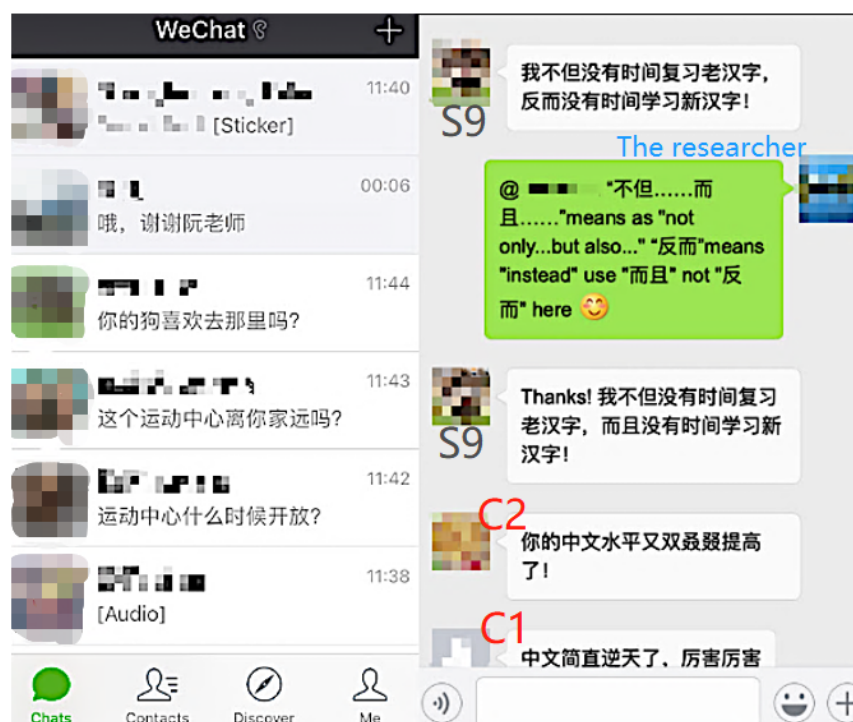 WeChat
11:40
[Sticker]
00:06
哦，谢谢阮老师
11:44
你的狗喜欢去那里吗？
11:43
这个运动中心离你家远吗？
11:42
运动中心什么时候开放？
11:38
[Audio]
Chats Contacts Discover Me
我不但没有时间复习老汉字，
反而没有时间学习新汉字！
S9
The researcher
@ "不但……而
且……"means as "not
only...but also..." "反而"means
"instead" use "而且" not "反
而" here 😊
Thanks! 我不但没有时间复习
老汉字，而且没有时间学习新
汉字！
S9
C2
你的中文水平又双叒叕提高
了！
C1
中文简直逆天了，厉害厉害